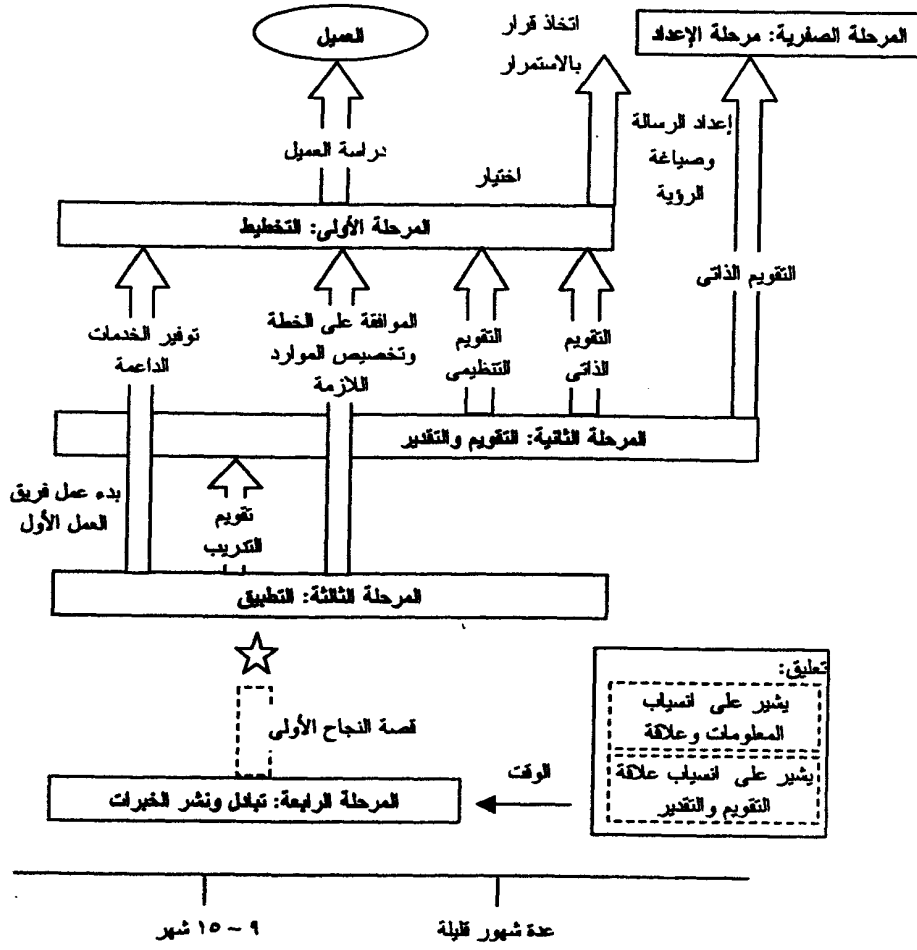 المرحلة الصفرية: مرحلة الإعداد
اتخاذ قرار
بالاستمرار
العميل
إعداد الرسالة
وصياغة
الرؤية
دراسة العميل
اختيار
المرحلة الأولى: التخطيط
التقويم الذاتى
التقويم
الذاتى
التقويم
التنظيمى
الموافقة على الخطة
وتخصيص الموارد
اللازمة
توفير الخدمات
الداعمة
المرحلة الثانية: التقويم والتقدير
بدء عمل فريق
العمل الأول
تقويم
التدريب
المرحلة الثالثة: التطبيق
تعليق:
يشير على انسياب
المعلومات وعلاقة
يشير على انسياب علاقة
التقويم والتقدير
قصة النجاح الأولى
الوقت
المرحلة الرابعة: تبادل ونشر الخبرات
عدة شهور قليلة
٩ ~ ١٥ شهر